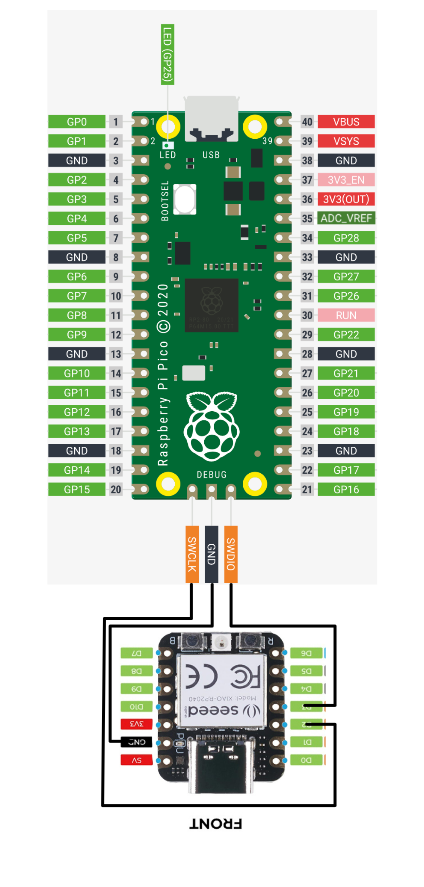 LED (GP25)
GP0 1 1 40 VBUS
GP1 2 2 39 39 VSYS
LED USB
GND 3 38 GND
GP2 4 37 3V3_EN
GP3 5 36 3V3(OUT)
GP4 6 35 ADC_VREF
GP5 7 34 GP28
GND 8 33 GND
GP6 9 32 GP27
GP7 10 31 GP26
GP8 11 30 RUN
GP9 12 29 GP22
GND 13 28 GND
GP10 14 27 GP21
GP11 15 26 GP20
GP12 16 25 GP19
GP13 17 24 GP18
GND 18 23 GND
GP14 19 22 GP17
GP15 20 21 GP16
BOOTSEL
Raspberry Pi Pico © 2020
DEBUG
SWCLK GND SWDIO
B R
D7 D6
D8 D5
D9 D4
D10
3V3
GND D1
5V D0
FC CE
Model: XIAO-RP2040
seeed
FRONT